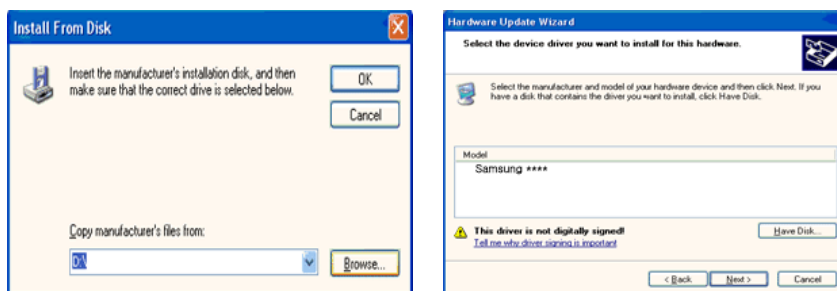 Install From Disk
Insert the manufacturer's installation disk, and then
make sure that the correct drive is selected below.
OK
Cancel
Copy manufacturer's files from:
D:\
Browse...
Hardware Update Wizard
Select the device driver you want to install for this hardware.
Select the manufacturer and model of your hardware device and then click Next. If you
have a disk that contains the driver you want to install, click Have Disk.
Model
Samsung ****
This driver is not digitally signed!
Tell me why driver signing is important
Have Disk...
< Back
Next >
Cancel